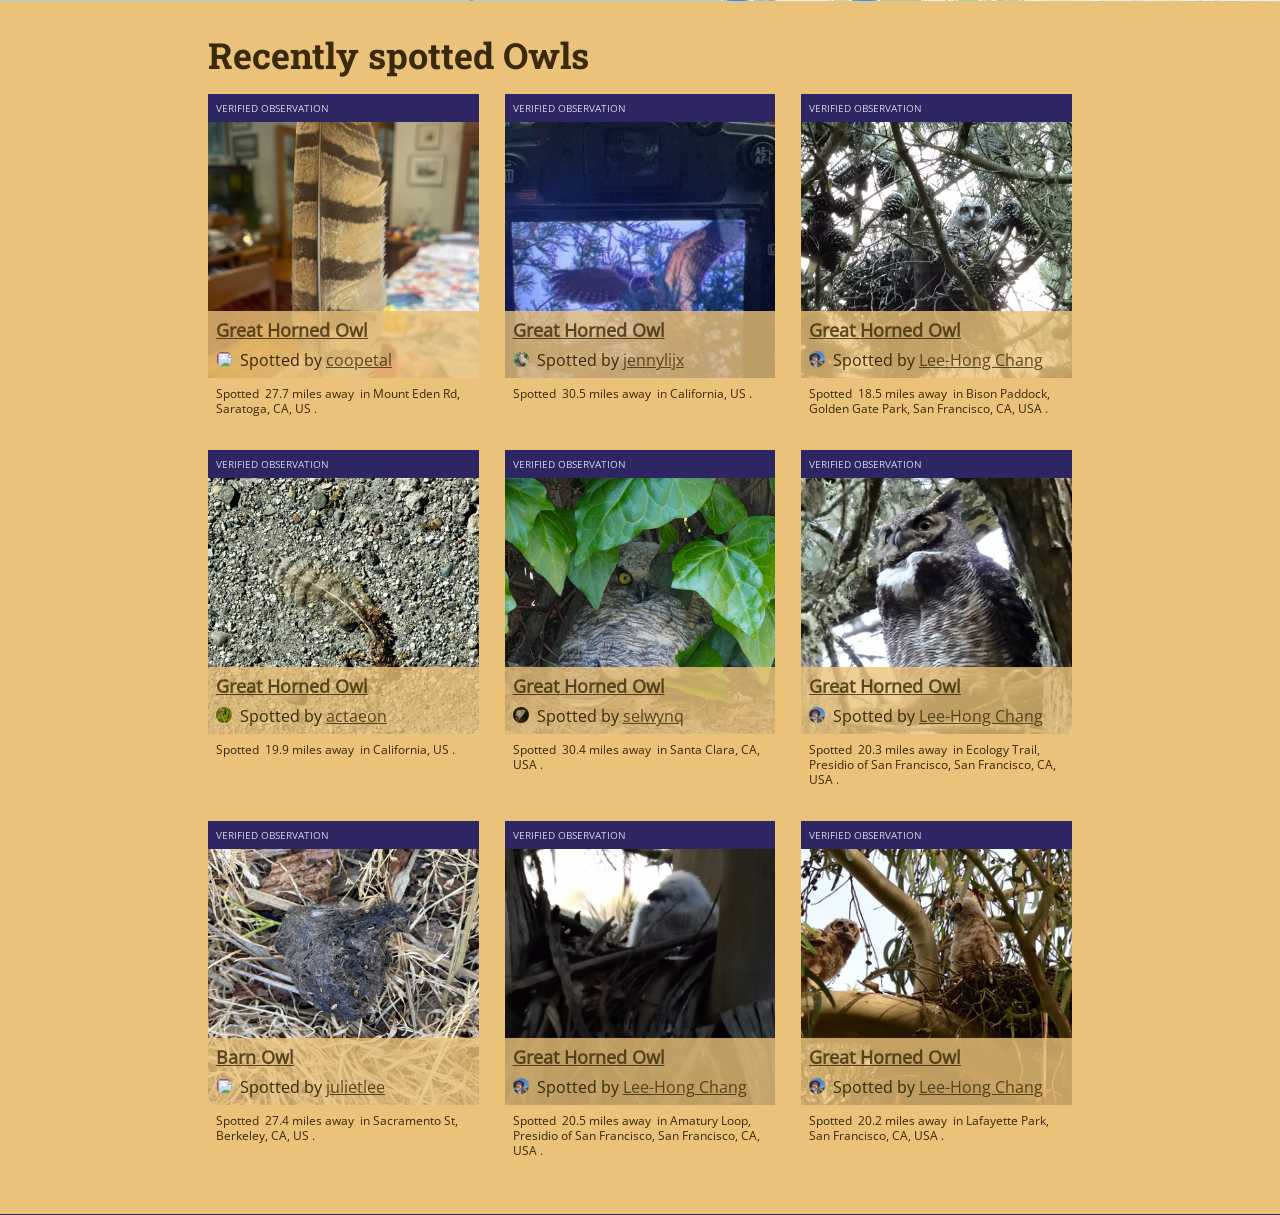 Recently spotted Owls
VERIFIED OBSERVATION
Great Horned Owl
Spotted by coopetal
Spotted 27.7 miles away in Mount Eden Rd,
Saratoga, CA, US .
VERIFIED OBSERVATION
AE-L
AF-L
Great Horned Owl
Spotted by jennylijx
Spotted 30.5 miles away in California, US .
VERIFIED OBSERVATION
Great Horned Owl
Spotted by Lee-Hong Chang
Spotted 18.5 miles away in Bison Paddock,
Golden Gate Park, San Francisco, CA, USA .
VERIFIED OBSERVATION
Great Horned Owl
Spotted by actaeon
Spotted 19.9 miles away in California, US .
VERIFIED OBSERVATION
Great Horned Owl
Spotted by selwynq
Spotted 30.4 miles away in Santa Clara, CA,
USA .
VERIFIED OBSERVATION
Great Horned Owl
Spotted by Lee-Hong Chang
Spotted 20.3 miles away in Ecology Trail,
Presidio of San Francisco, San Francisco, CA,
USA .
VERIFIED OBSERVATION
Barn Owl
Spotted by julietlee
Spotted 27.4 miles away in Sacramento St,
Berkeley, CA, US .
VERIFIED OBSERVATION
Great Horned Owl
Spotted by Lee-Hong Chang
Spotted 20.5 miles away in Amatury Loop,
Presidio of San Francisco, San Francisco, CA,
USA .
VERIFIED OBSERVATION
Great Horned Owl
Spotted by Lee-Hong Chang
Spotted 20.2 miles away in Lafayette Park,
San Francisco, CA, USA .